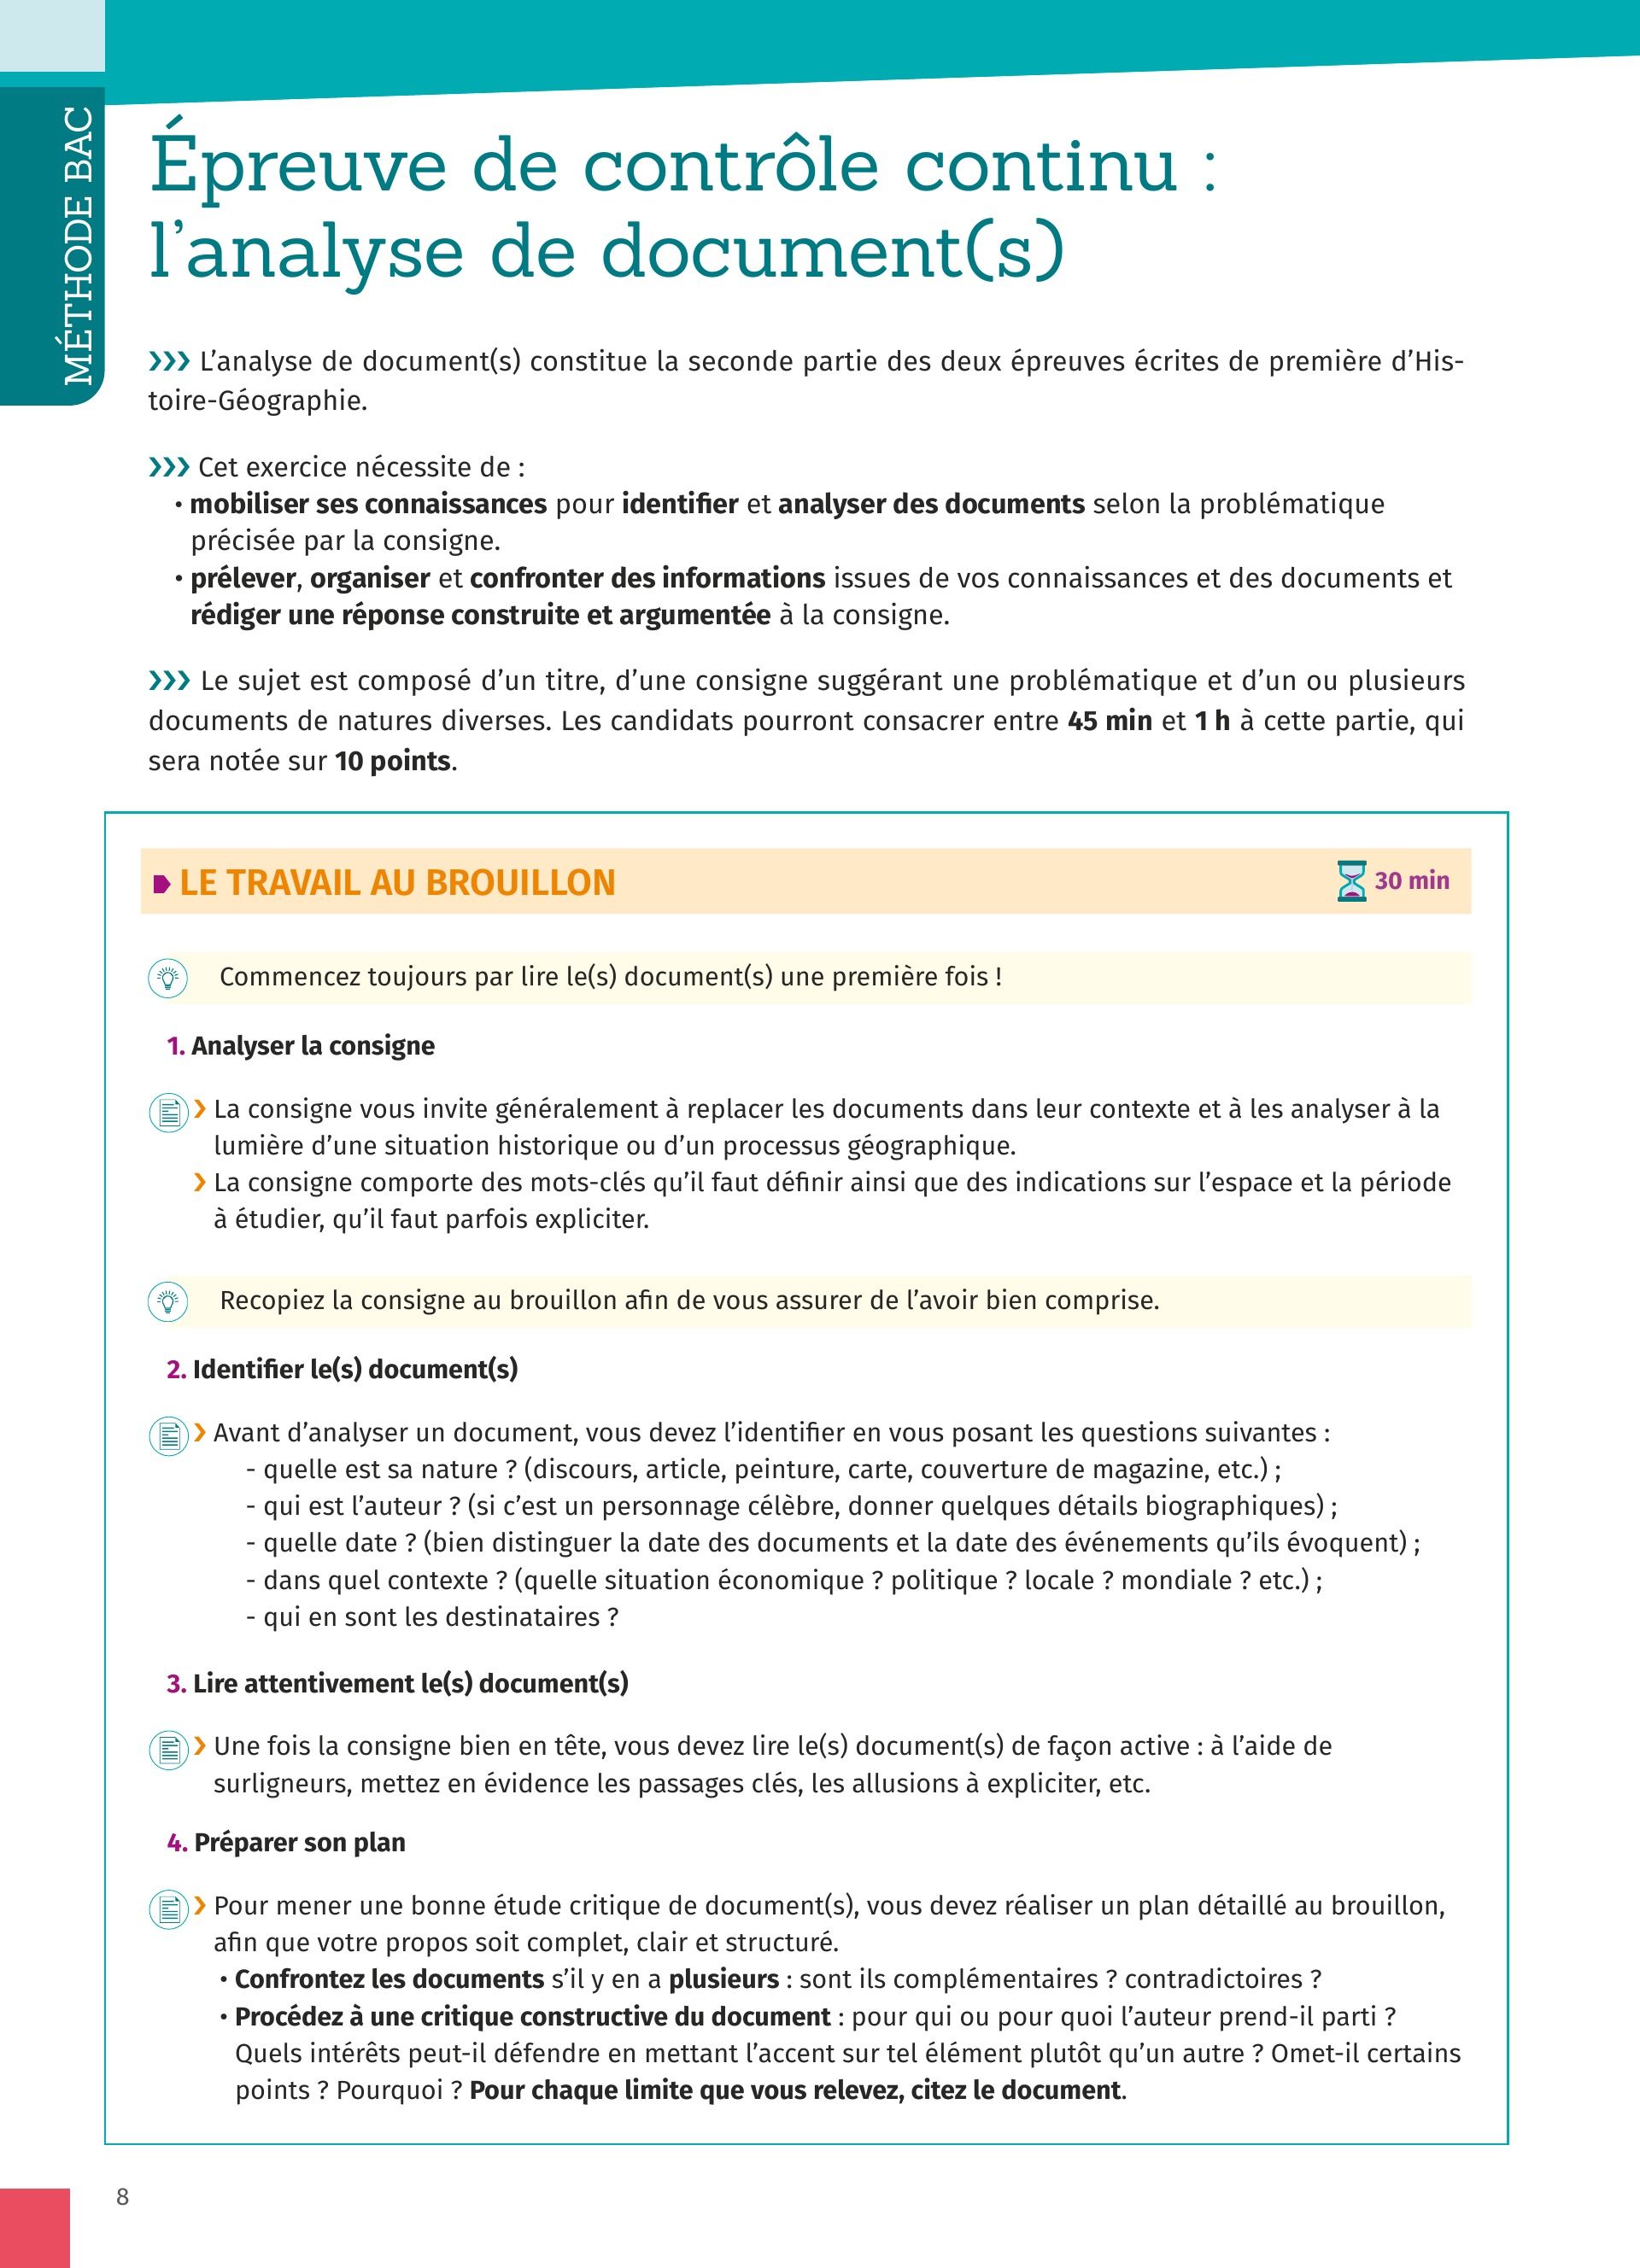 MÉTHODE BAC
Épreuve de contrôle continu :
l’analyse de document(s)
››› L’analyse de document(s) constitue la seconde partie des deux épreuves écrites de première d’His-
toire-Géographie.
››› Cet exercice nécessite de :
• mobiliser ses connaissances pour identifier et analyser des documents selon la problématique
précisée par la consigne.
• prélever, organiser et confronter des informations issues de vos connaissances et des documents et
rédiger une réponse construite et argumentée à la consigne.
››› Le sujet est composé d’un titre, d’une consigne suggérant une problématique et d’un ou plusieurs
documents de natures diverses. Les candidats pourront consacrer entre 45 min et 1 h à cette partie, qui
sera notée sur 10 points.
LE TRAVAIL AU BROUILLON
30 min
Commencez toujours par lire le(s) document(s) une première fois !
1. Analyser la consigne
› La consigne vous invite généralement à replacer les documents dans leur contexte et à les analyser à la
lumière d’une situation historique ou d’un processus géographique.
› La consigne comporte des mots-clés qu’il faut définir ainsi que des indications sur l’espace et la période
à étudier, qu’il faut parfois expliciter.
Recopiez la consigne au brouillon afin de vous assurer de l’avoir bien comprise.
2. Identifier le(s) document(s)
› Avant d’analyser un document, vous devez l’identifier en vous posant les questions suivantes :
- quelle est sa nature ? (discours, article, peinture, carte, couverture de magazine, etc.) ;
- qui est l’auteur ? (si c’est un personnage célèbre, donner quelques détails biographiques) ;
- quelle date ? (bien distinguer la date des documents et la date des événements qu’ils évoquent) ;
- dans quel contexte ? (quelle situation économique ? politique ? locale ? mondiale ? etc.) ;
- qui en sont les destinataires ?
3. Lire attentivement le(s) document(s)
› Une fois la consigne bien en tête, vous devez lire le(s) document(s) de façon active : à l’aide de
surligneurs, mettez en évidence les passages clés, les allusions à expliciter, etc.
4. Préparer son plan
› Pour mener une bonne étude critique de document(s), vous devez réaliser un plan détaillé au brouillon,
afin que votre propos soit complet, clair et structuré.
• Confrontez les documents s’il y en a plusieurs : sont ils complémentaires ? contradictoires ?
• Procédez à une critique constructive du document : pour qui ou pour quoi l’auteur prend-il parti ?
Quels intérêts peut-il défendre en mettant l’accent sur tel élément plutôt qu’un autre ? Omet-il certains
points ? Pourquoi ? Pour chaque limite que vous relevez, citez le document.
8